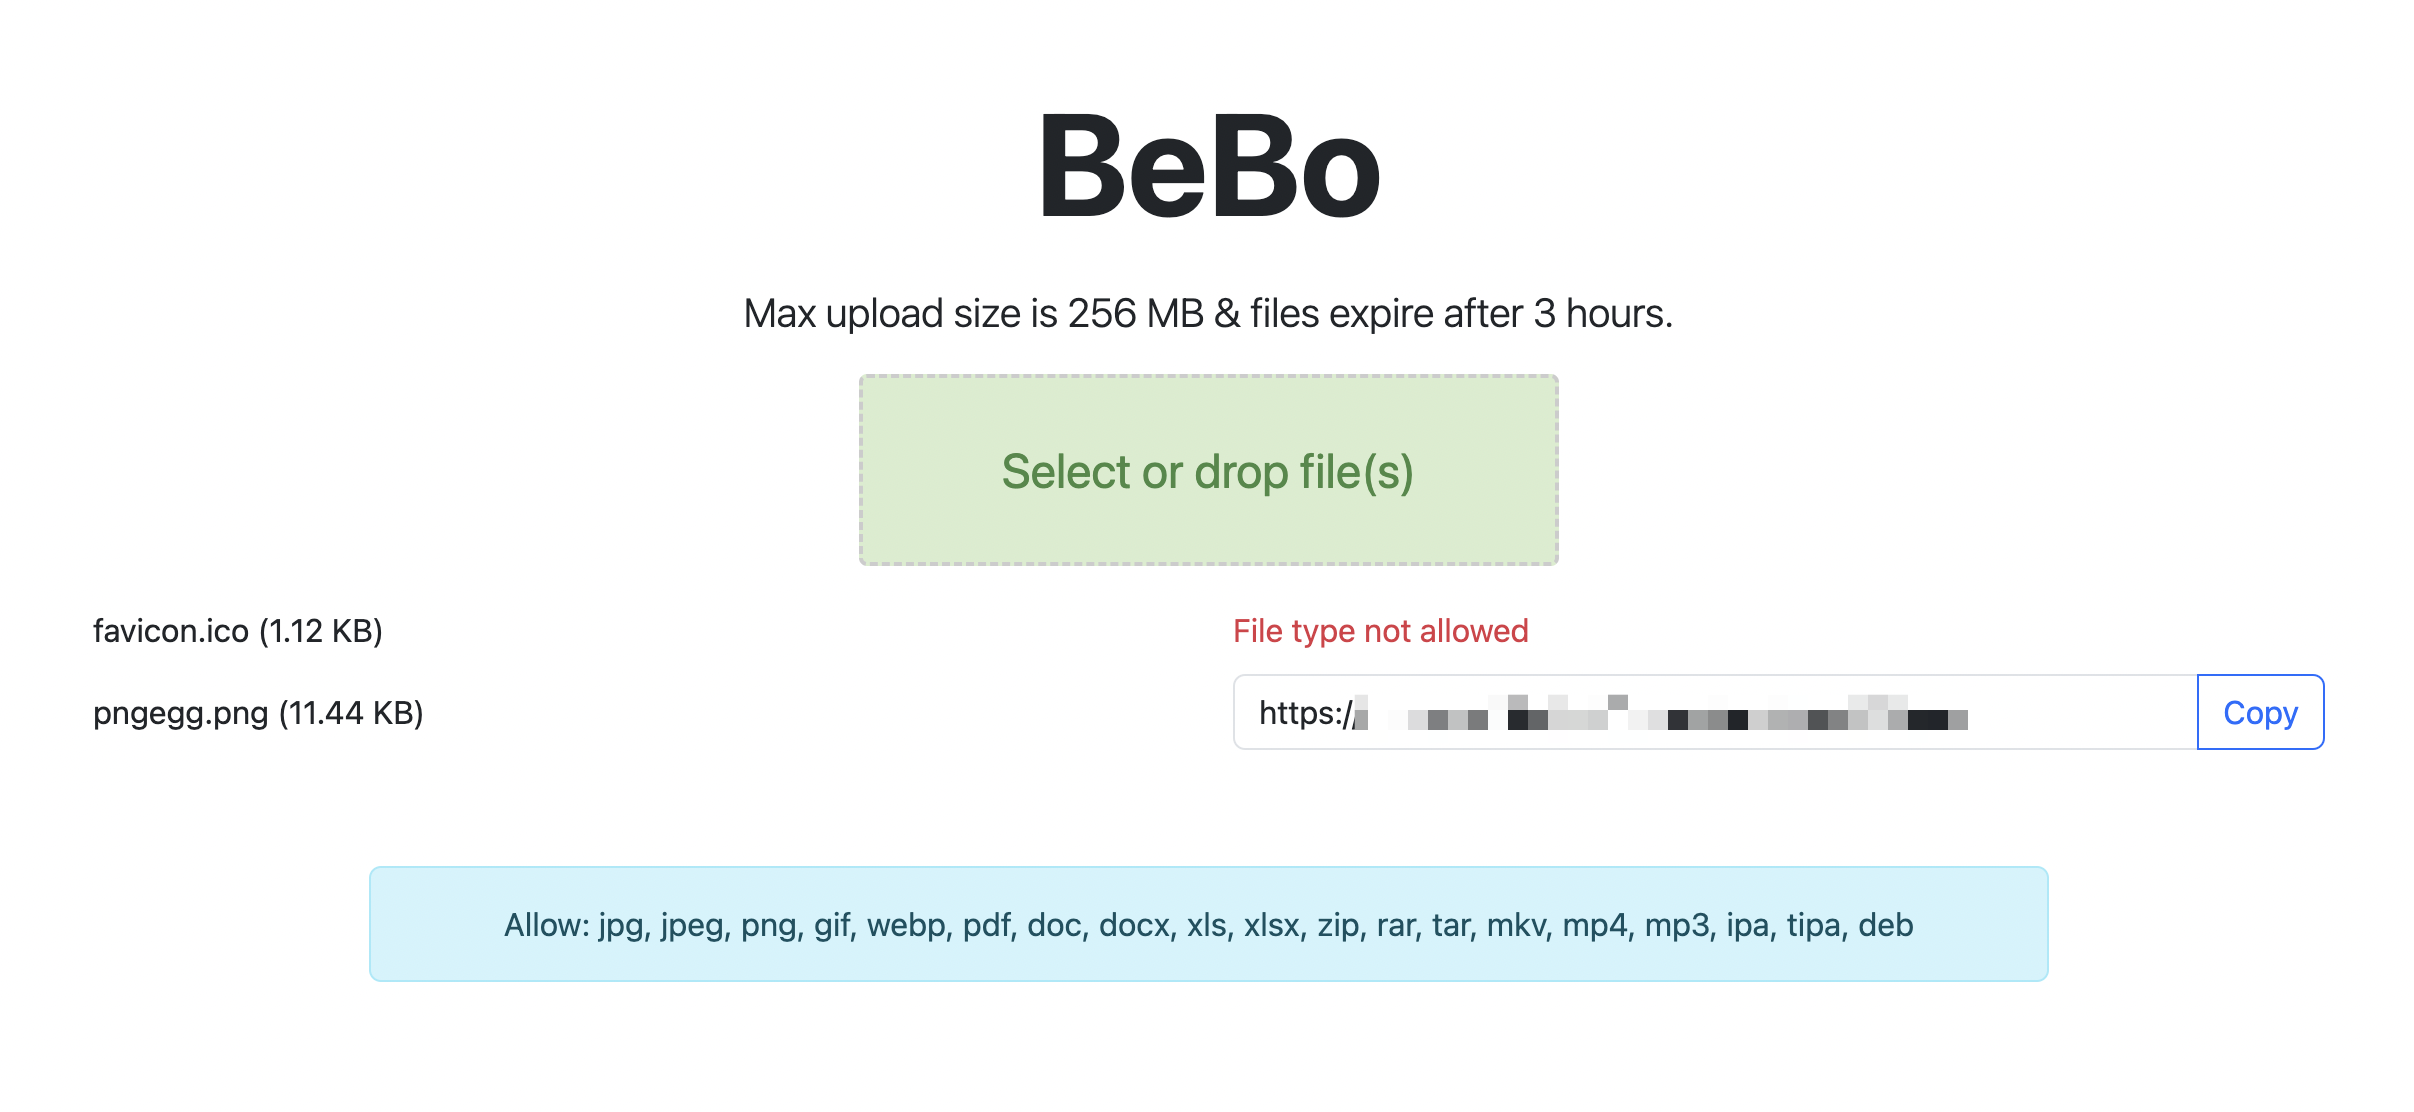 BeBo
Max upload size is 256 MB & files expire after 3 hours.
Select or drop file(s)
favicon.ico (1.12 KB)
File type not allowed
pngegg.png (11.44 KB)
https://
Copy
Allow: jpg, jpeg, png, gif, webp, pdf, doc, docx, xls, xlsx, zip, rar, tar, mkv, mp4, mp3, ipa, tipa, deb